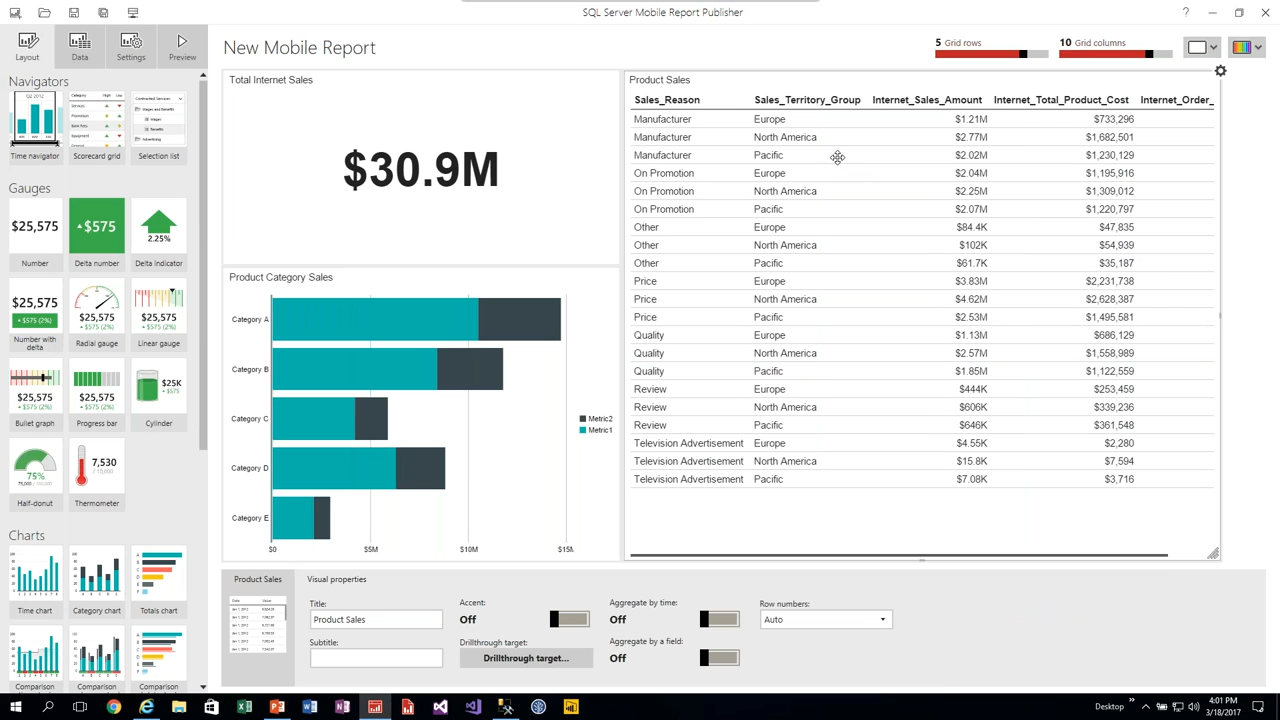 SQL Server Mobile Report Publisher
?
Layout
Data
Settings
Preview
New Mobile Report
5 Grid rows
10 Grid columns
Navigators
Time navigator
Scorecard grid
Selection list
Gauges
$25,575
$575
2.25%
Number
Delta number
Delta indicator
$25,575
$575 (2%)
$25,575
$575 (2%)
$25,575
$575 (2%)
Number with delta
Radial gauge
Linear gauge
$25,575
$575 (2%)
$25,575
$575 (2%)
$25K
$575
Bullet graph
Progress bar
Cylinder
75%
7,530
Half-donut
Thermometer
Charts
Time chart
Category chart
Totals chart
Comparison
Comparison
Comparison
Total Internet Sales
$30.9M
Product Category Sales
Category A
Category B
Category C
Category D
Category E
$0
$5M
$10M
$15M
Metric2
Metric1
Product Sales
Sales_Reason Sales_Territory_Group Internet_Sales_Amount Internet_Total_Product_Cost Internet_Order_
Manufacturer Europe $1.21M $733,296
Manufacturer North America $2.77M $1,682,501
Manufacturer Pacific $2.02M $1,230,129
On Promotion Europe $2.04M $1,195,916
On Promotion North America $2.25M $1,309,012
On Promotion Pacific $2.07M $1,220,797
Other Europe $84.4K $47,835
Other North America $102K $54,939
Other Pacific $61.7K $35,187
Price Europe $3.83M $2,231,738
Price North America $4.62M $2,628,387
Price Pacific $2.53M $1,495,581
Quality Europe $1.13M $686,129
Quality North America $2.57M $1,558,989
Quality Pacific $1.85M $1,122,559
Review Europe $444K $253,459
Review North America $606K $339,236
Review Pacific $646K $361,548
Television Advertisement Europe $4.55K $2,280
Television Advertisement North America $15.8K $7,594
Television Advertisement Pacific $7.08K $3,716
Product Sales
Visual properties
Title:
Product Sales
Subtitle:
Accent:
Off
Drillthrough target:
Drillthrough target...
Aggregate by time:
Off
Aggregate by a field:
Off
Row numbers:
Auto
Desktop
4:01 PM
3/18/2017